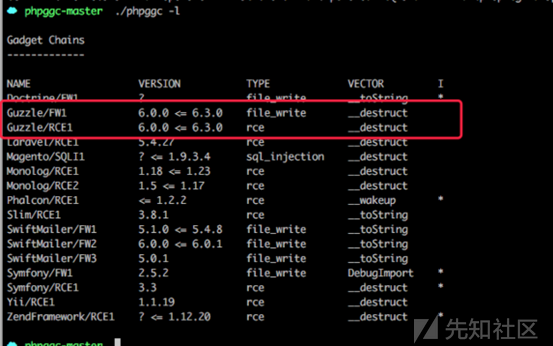 phpggc-master ./phpggc -l
Gadget Chains
-------------
NAME VERSION TYPE VECTOR I
Doctrine/FW1 ? file_write __toString *
Guzzle/FW1 6.0.0 <= 6.3.0 file_write __destruct
Guzzle/RCE1 6.0.0 <= 6.3.0 rce __destruct
Laravel/RCE1 5.4.27 rce __destruct
Magento/SQLI1 ? <= 1.9.3.4 sql_injection __destruct
Monolog/RCE1 1.18 <= 1.23 rce __destruct
Monolog/RCE2 1.5 <= 1.17 rce __destruct
Phalcon/RCE1 <= 1.2.2 rce __wakeup *
Slim/RCE1 3.8.1 rce __toString
SwiftMailer/FW1 5.1.0 <= 5.4.8 file_write __toString
SwiftMailer/FW2 6.0.0 <= 6.0.1 file_write __toString
SwiftMailer/FW3 5.0.1 file_write __toString
Symfony/FW1 2.5.2 file_write DebugImport *
Symfony/RCE1 3.3 rce __destruct *
Yii/RCE1 1.1.19 rce __destruct
ZendFramework/RCE1 ? <= 1.12.20 rce __destruct *
phpggc-master
先知社区